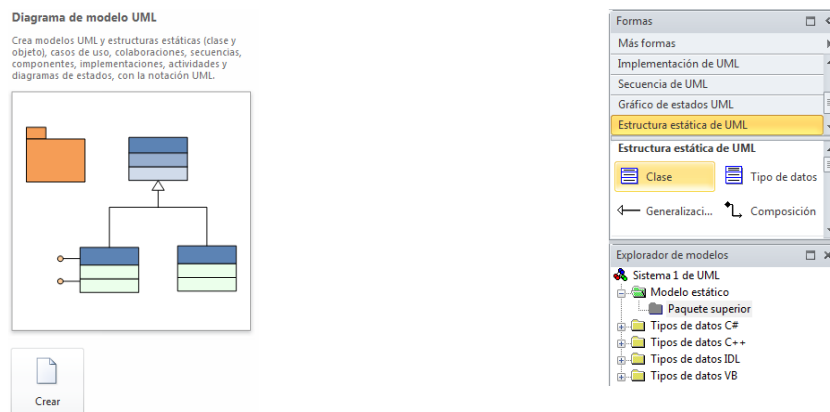 Diagrama de modelo UML
Crea modelos UML y estructuras estáticas (clase y
objeto), casos de uso, colaboraciones, secuencias,
componentes, implementaciones, actividades y
diagramas de estados, con la notación UML.
Crear
Formas
Más formas
Implementación de UML
Secuencia de UML
Gráfico de estados UML
Estructura estática de UML
Estructura estática de UML
Clase
Tipo de datos
Generalizaci...
Composición
Explorador de modelos
Sistema 1 de UML
Modelo estático
Paquete superior
Tipos de datos C#
Tipos de datos C++
Tipos de datos IDL
Tipos de datos VB